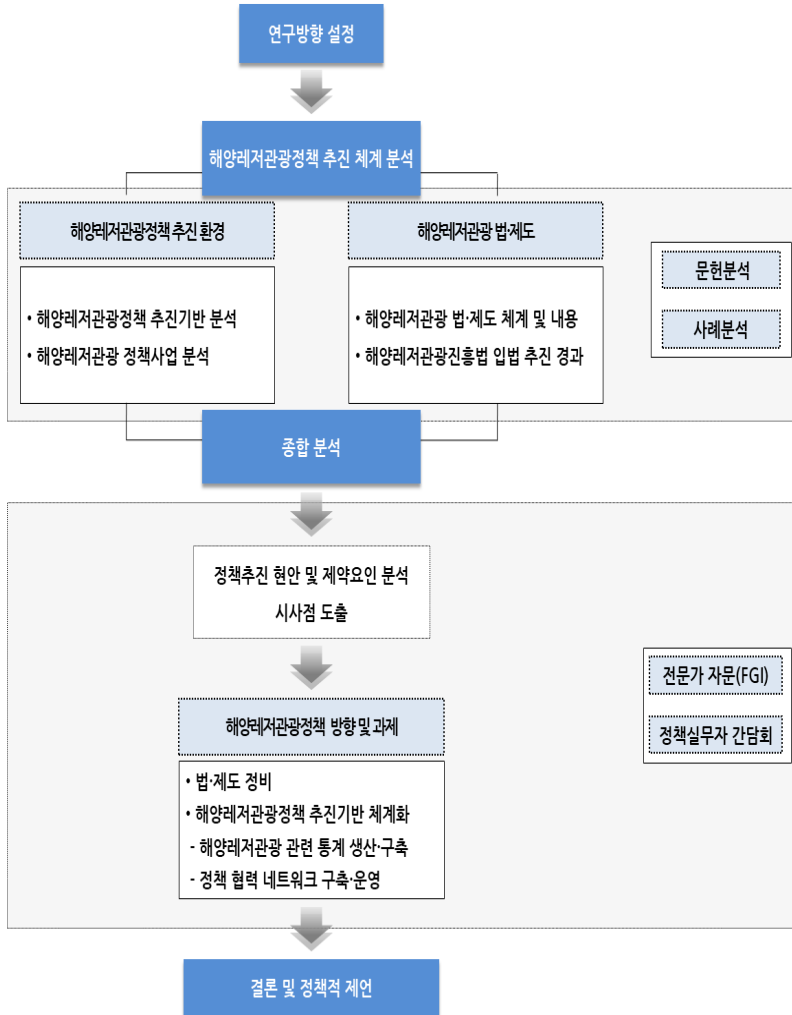 연구방향 설정
해양레저관광정책 추진 체계 분석
해양레저관광정책 추진 환경
• 해양레저관광정책 추진기반 분석
• 해양레저관광 정책사업 분석
해양레저관광 법·제도
• 해양레저관광 법·제도 체계 및 내용
• 해양레저관광진흥법 입법 추진 경과
문헌분석
사례분석
종합 분석
정책추진 현안 및 제약요인 분석
시사점 도출
해양레저관광정책 방향 및 과제
• 법·제도 정비
• 해양레저관광정책 추진기반 체계화
- 해양레저관광 관련 통계 생산·구축
- 정책 협력 네트워크 구축·운영
전문가 자문(FGI)
정책실무자 간담회
결론 및 정책적 제언